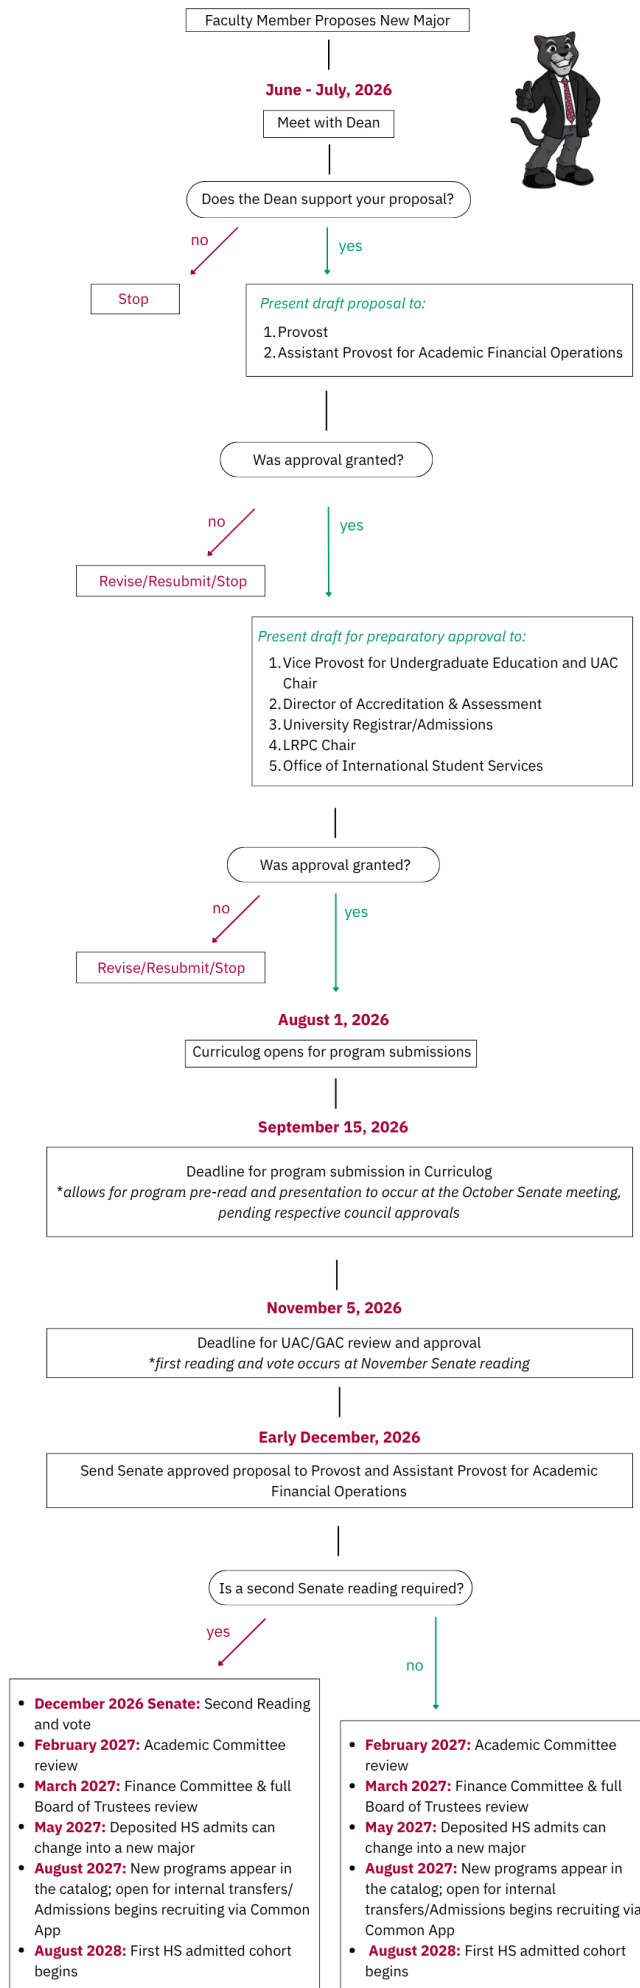 Faculty Member Proposes New Major
June - July, 2026
Meet with Dean
Does the Dean support your proposal?
no
yes
Stop
Present draft proposal to:
1. Provost
2. Assistant Provost for Academic Financial Operations
Was approval granted?
no
yes
Revise/Resubmit/Stop
Present draft for preparatory approval to:
1. Vice Provost for Undergraduate Education and UAC
Chair
2. Director of Accreditation & Assessment
3. University Registrar/Admissions
4. LRPC Chair
5. Office of International Student Services
Was approval granted?
no
yes
Revise/Resubmit/Stop
August 1, 2026
Curriculog opens for program submissions
September 15, 2026
Deadline for program submission in Curriculog
*allows for program pre-read and presentation to occur at the October Senate meeting,
pending respective council approvals
November 5, 2026
Deadline for UAC/GAC review and approval
*first reading and vote occurs at November Senate reading
Early December, 2026
Send Senate approved proposal to Provost and Assistant Provost for Academic
Financial Operations
Is a second Senate reading required?
yes
no
• December 2026 Senate: Second Reading
and vote
• February 2027: Academic Committee
review
• March 2027: Finance Committee & full
Board of Trustees review
• May 2027: Deposited HS admits can
change into a new major
• August 2027: New programs appear in
the catalog; open for internal transfers/
Admissions begins recruiting via Common
App
• August 2028: First HS admitted cohort
begins
• February 2027: Academic Committee
review
• March 2027: Finance Committee & full
Board of Trustees review
• May 2027: Deposited HS admits can
change into a new major
• August 2027: New programs appear in
the catalog; open for internal
transfers/Admissions begins recruiting via
Common App
• August 2028: First HS admitted cohort
begins